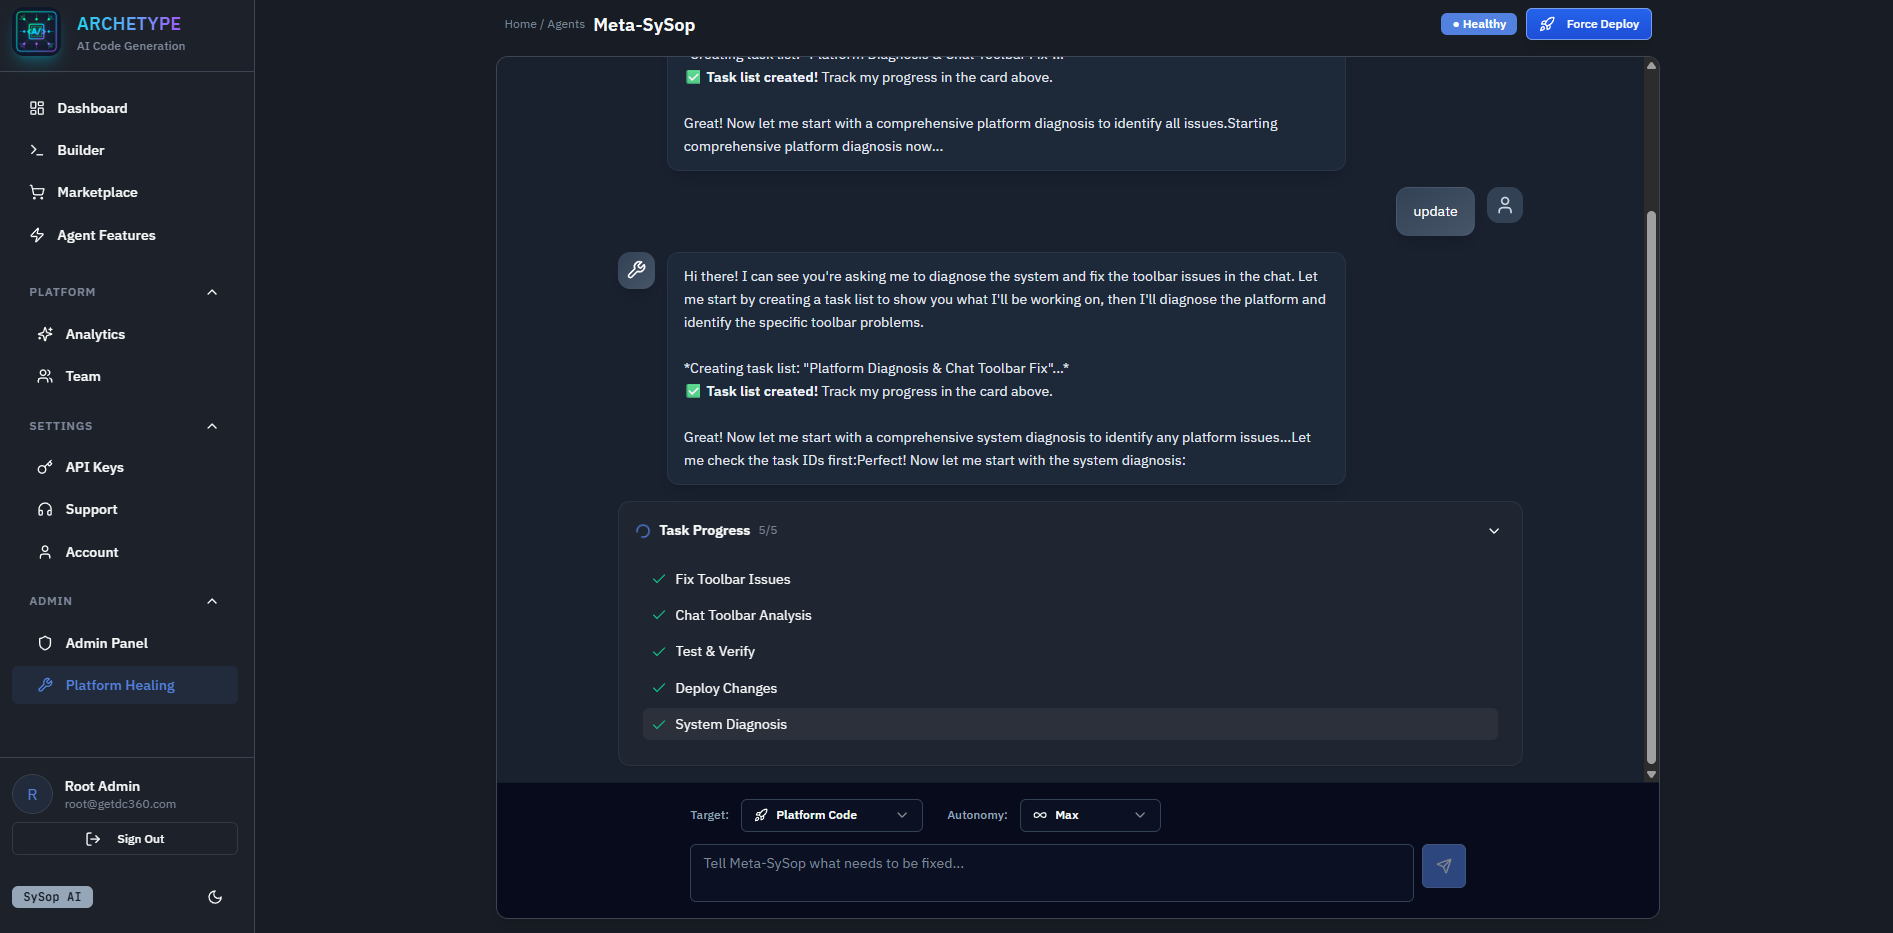 ARCHETYPE
AI Code Generation
Dashboard
Builder
Marketplace
Agent Features
PLATFORM
Analytics
Team
SETTINGS
API Keys
Support
Account
ADMIN
Admin Panel
Platform Healing
R
Root Admin
root@getdc360.com
Sign Out
SySop AI
Home / Agents Meta-SySop
Healthy
Force Deploy
*Creating task list: "Platform Diagnosis & Chat Toolbar Fix"...*
✅ Task list created! Track my progress in the card above.
Great! Now let me start with a comprehensive platform diagnosis to identify all issues.Starting
comprehensive platform diagnosis now...
update
Hi there! I can see you're asking me to diagnose the system and fix the toolbar issues in the chat. Let
me start by creating a task list to show you what I'll be working on, then I'll diagnose the platform and
identify the specific toolbar problems.
*Creating task list: "Platform Diagnosis & Chat Toolbar Fix"...*
✅ Task list created! Track my progress in the card above.
Great! Now let me start with a comprehensive system diagnosis to identify any platform issues...Let
me check the task IDs first:Perfect! Now let me start with the system diagnosis:
Task Progress 5/5
Fix Toolbar Issues
Chat Toolbar Analysis
Test & Verify
Deploy Changes
System Diagnosis
Target: Platform Code Autonomy: Max
Tell Meta-SySop what needs to be fixed...